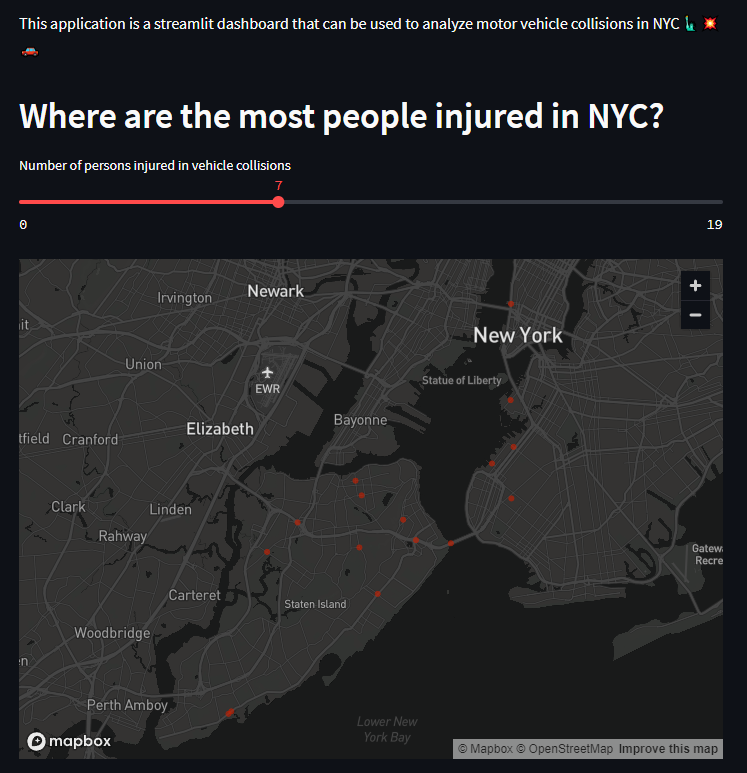 This application is a streamlit dashboard that can be used to analyze motor vehicle collisions in NYC 🗽 💥
🚗
Where are the most people injured in NYC?
Number of persons injured in vehicle collisions
7
0 19
Irvington
Newark
it
New York
Union
EWR
Statue of Liberty
Bayonne
Elizabeth
tfield
Cranford
Clark
Linden
Rahway
Gatewa
Recre
Carteret
Staten Island
Woodbridge
en
Perth Amboy
Lower New
York Bay
mapbox
© Mapbox © OpenStreetMap Improve this map